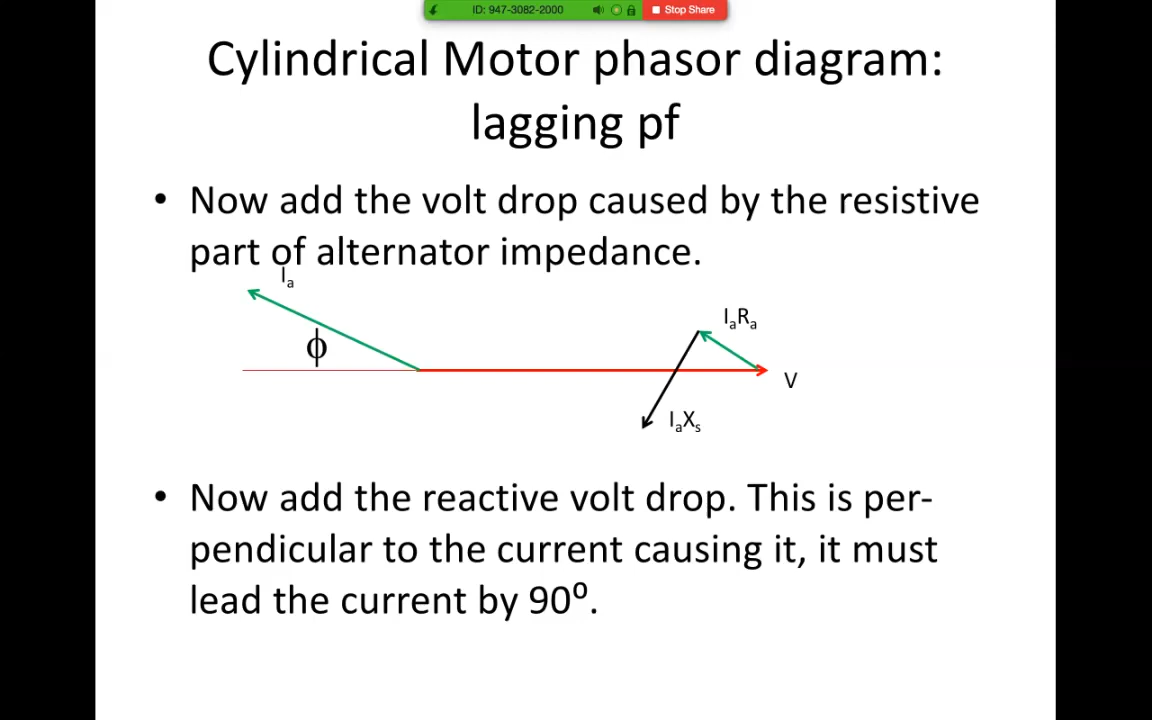 ID: 947-3082-2000 Stop Share
Cylindrical Motor phasor diagram:
lagging pf
• Now add the volt drop caused by the resistive
part of alternator impedance.
Iₐ
ϕ
IₐRₐ
V
IₐXₛ
• Now add the reactive volt drop. This is per-
pendicular to the current causing it, it must
lead the current by 90⁰.